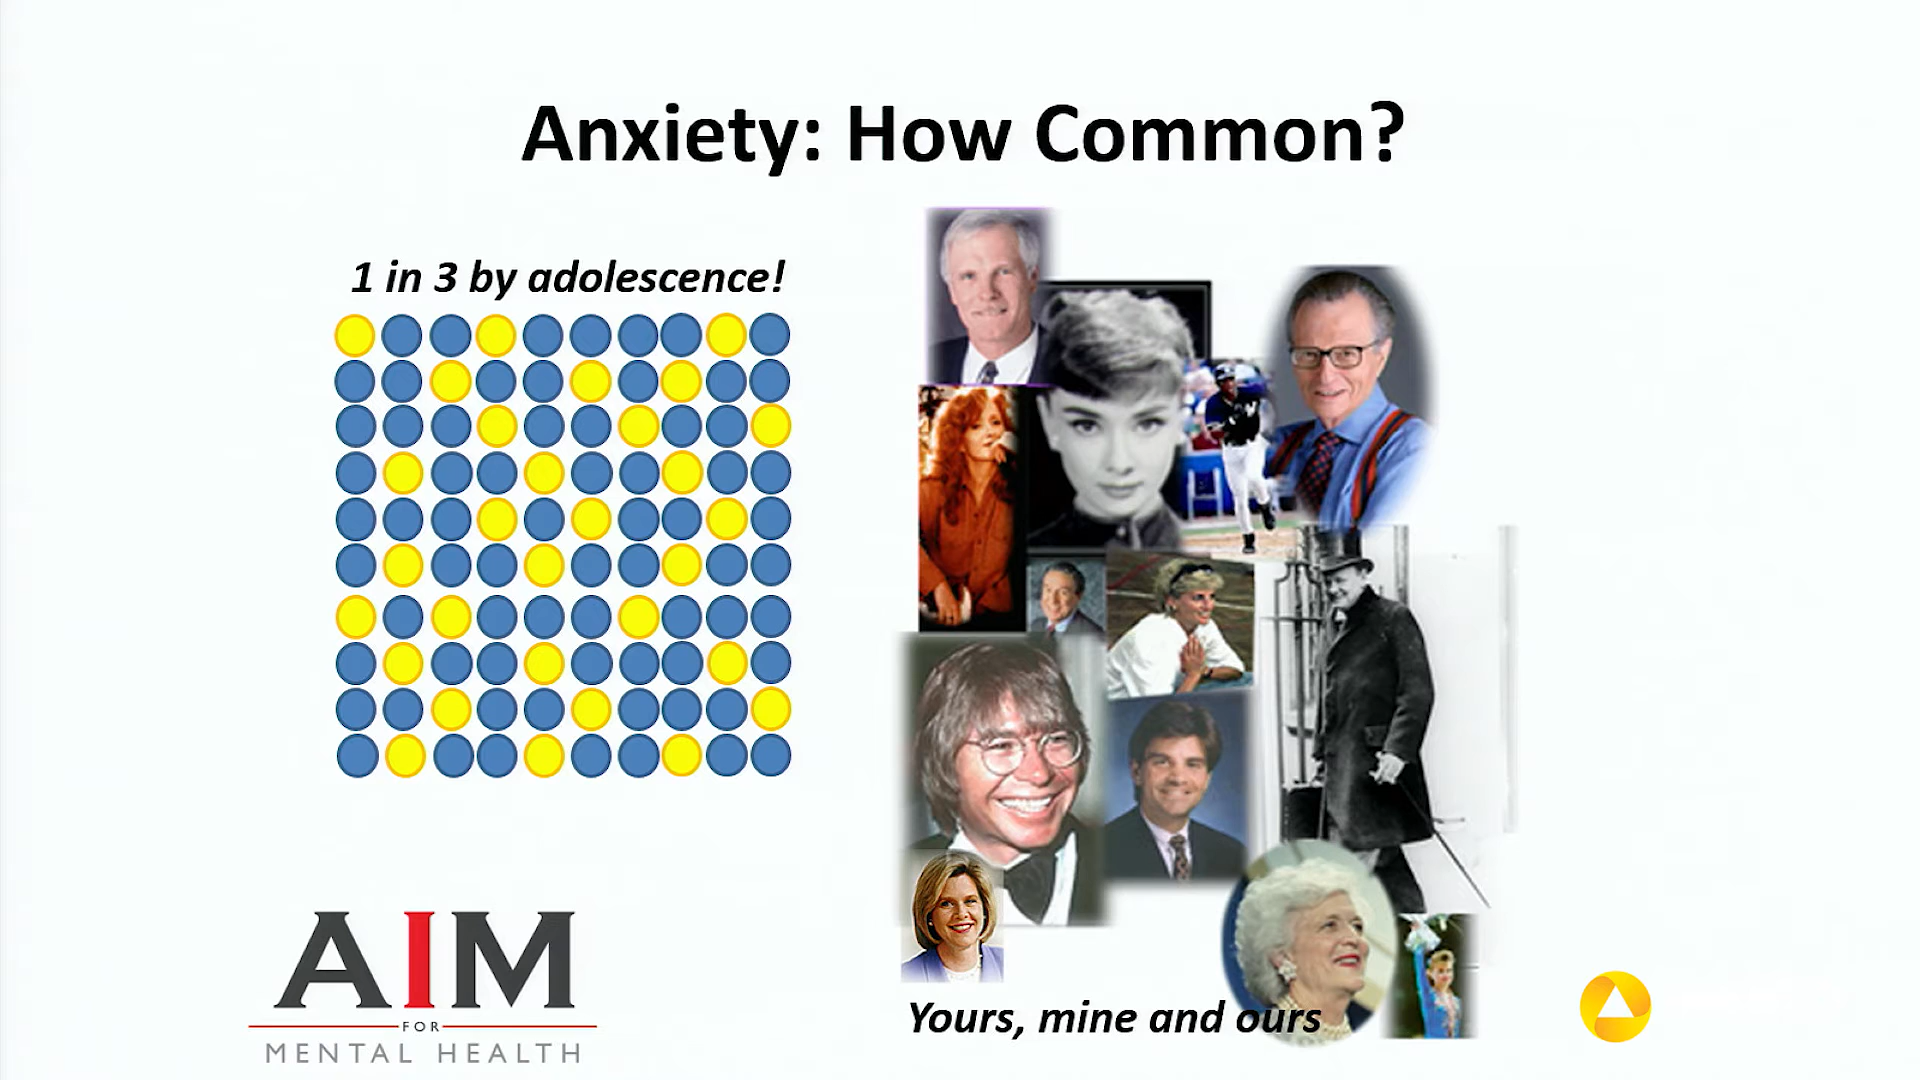 Anxiety: How Common?
1 in 3 by adolescence!
AIM
FOR
MENTAL HEALTH
Yours, mine and ours